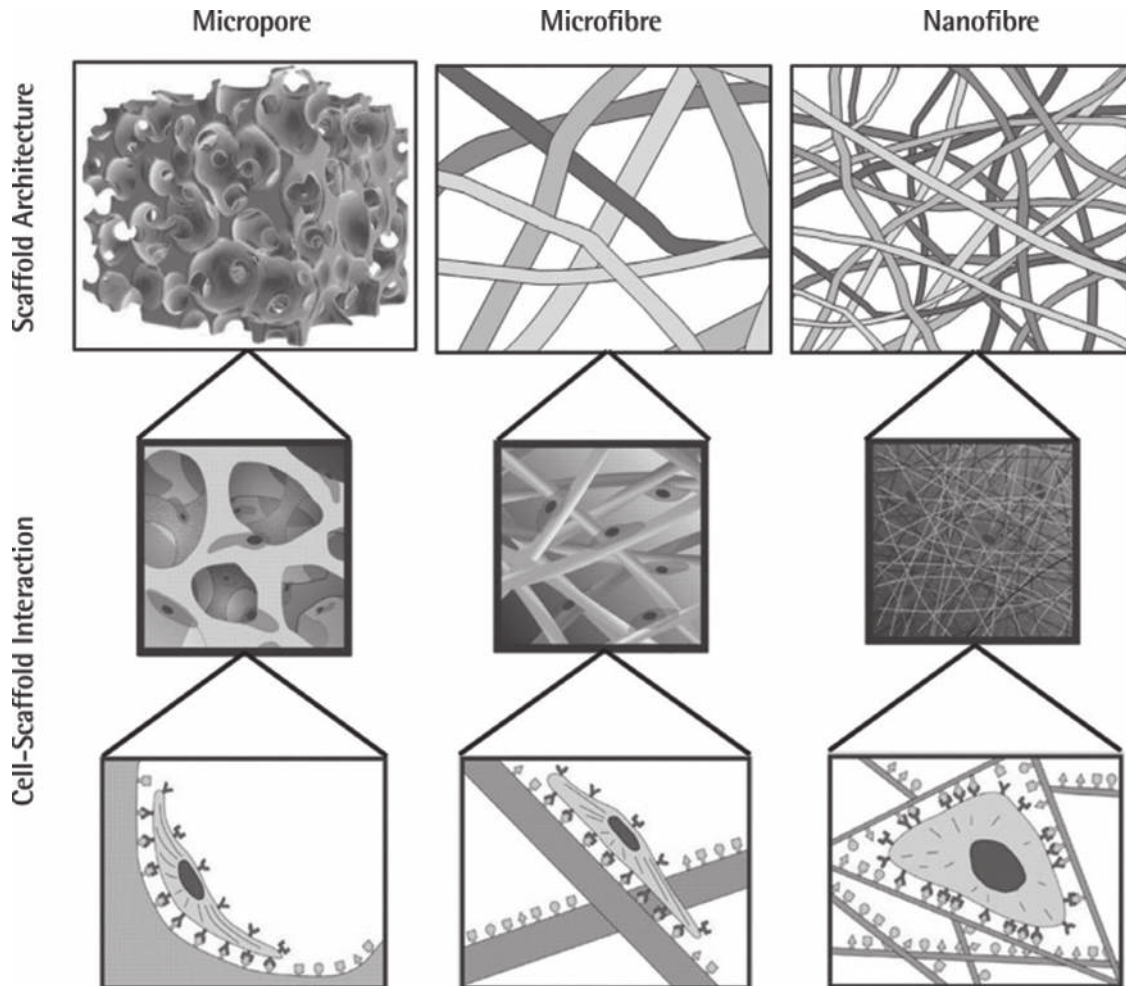 Micropore
Microfibre
Nanofibre
Scaffold Architecture
Cell-Scaffold Interaction